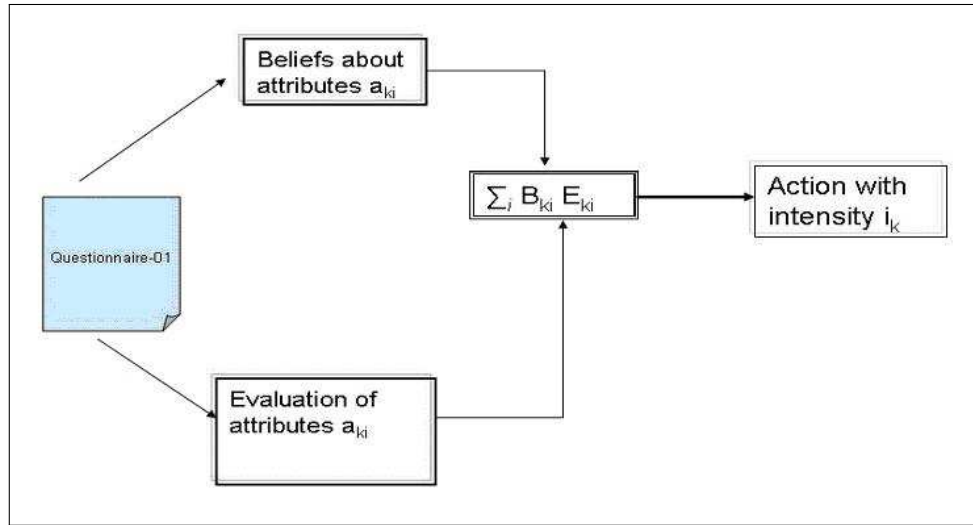 Beliefs about
attributes aₖᵢ
Questionnaire-01
∑ᵢ Bₖᵢ Eₖᵢ
Action with
intensity iₖ
Evaluation of
attributes aₖᵢ